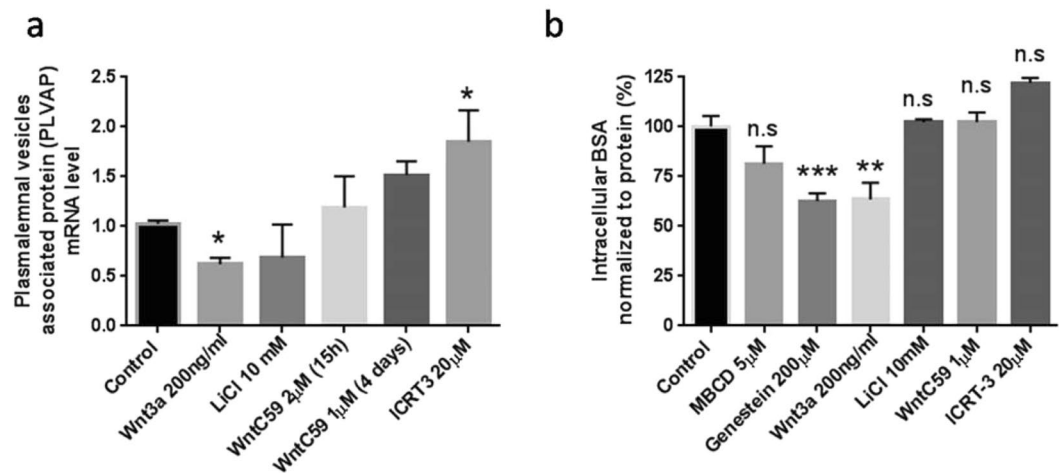 a
Plasmalemnal vesicles
associated protein (PLVAP)
mRNA level
2.5
2.0
1.5
1.0
0.5
0.0
*
*
Control
Wnt3a 200ng/ml
LiCl 10 mM
WntC59 2µM (15h)
WntC59 1µM (4 days)
ICRT3 20µM
b
Intracellular BSA
normalized to protein (%)
125
100
75
50
25
0
n.s
***
**
n.s
n.s
n.s
Control
MBCD 5µM
Genestein 200µM
Wnt3a 200ng/ml
LiCl 10mM
WntC59 1µM
ICRT-3 20µM